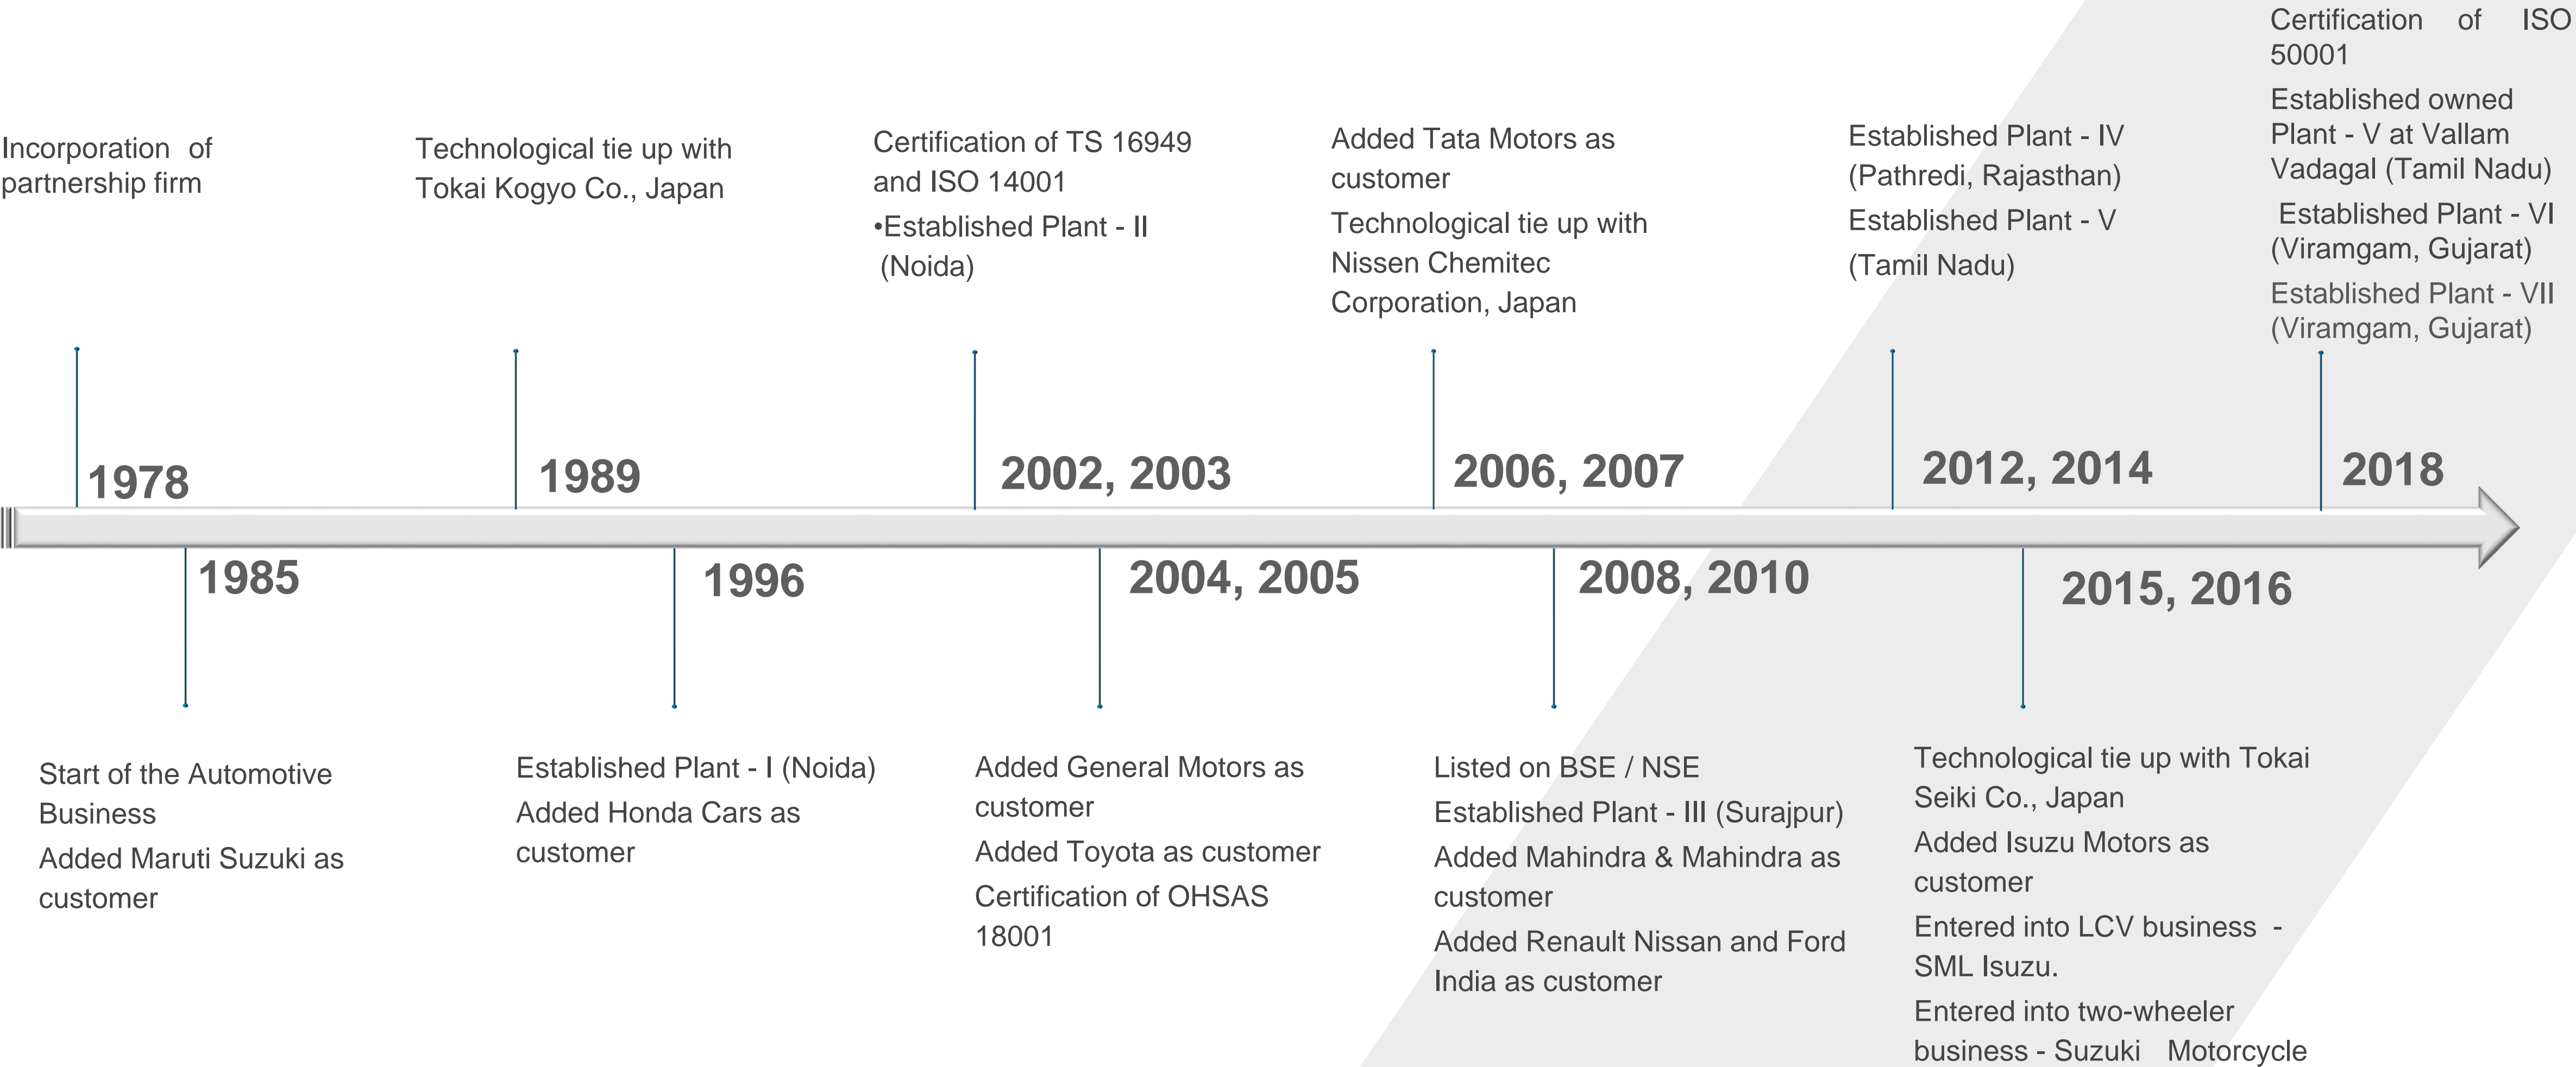 Certification of ISO
50001
Established owned
Plant - V at Vallam
Vadagal (Tamil Nadu)
Established Plant - VI
(Viramgam, Gujarat)
Established Plant - VII
(Viramgam, Gujarat)
Incorporation of
partnership firm
Technological tie up with
Tokai Kogyo Co., Japan
Certification of TS 16949
and ISO 14001
•Established Plant - II
(Noida)
Added Tata Motors as
customer
Technological tie up with
Nissen Chemitec
Corporation, Japan
Established Plant - IV
(Pathredi, Rajasthan)
Established Plant - V
(Tamil Nadu)
1978
1989
2002, 2003
2006, 2007
2012, 2014
2018
1985
1996
2004, 2005
2008, 2010
2015, 2016
Start of the Automotive
Business
Added Maruti Suzuki as
customer
Established Plant - I (Noida)
Added Honda Cars as
customer
Added General Motors as
customer
Added Toyota as customer
Certification of OHSAS
18001
Listed on BSE / NSE
Established Plant - III (Surajpur)
Added Mahindra & Mahindra as
customer
Added Renault Nissan and Ford
India as customer
Technological tie up with Tokai
Seiki Co., Japan
Added Isuzu Motors as
customer
Entered into LCV business -
SML Isuzu.
Entered into two-wheeler
business - Suzuki Motorcycle